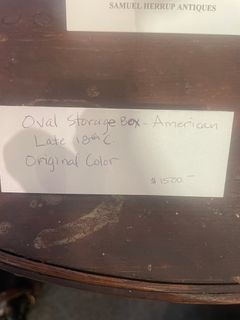 SAMUEL HERRUP ANTIQUES
Oval Storage Box - American
Late 18th C.
Original Color
$1500 —